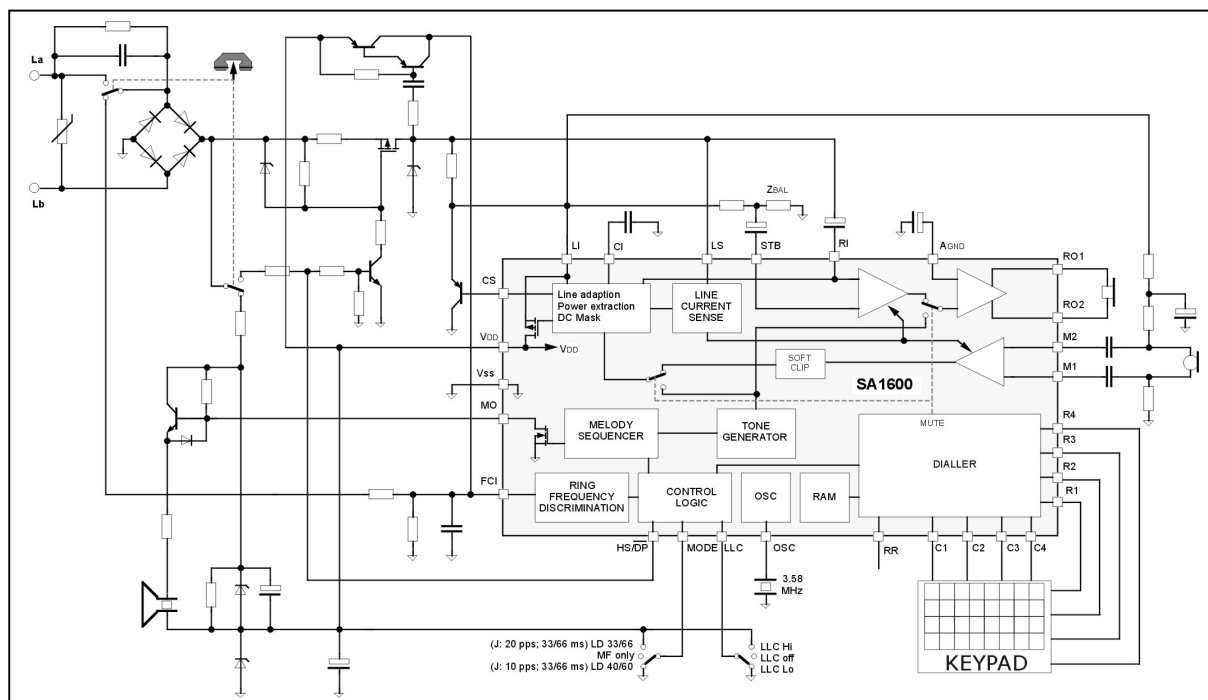 La
Lb
ZBAL
LI
CI
LS
STB
RI
AGND
RO1
CS
Line adaption
Power extraction
DC Mask
LINE
CURRENT
SENSE
RO2
VDD
VDD
M2
SOFT
CLIP
M1
Vss
SA1600
MO
R4
MUTE
MELODY
SEQUENCER
TONE
GENERATOR
R3
DIALLER
R2
FCI
RING
FREQUENCY
DISCRIMINATION
CONTROL
LOGIC
OSC
RAM
R1
HS/DP
MODE
LLC
OSC
RR
C1
C2
C3
C4
3.58
MHz
(J: 20 pps; 33/66 ms) LD 33/66
MF only
(J: 10 pps; 33/66 ms) LD 40/60
LLC Hi
LLC off
LLC Lo
KEYPAD